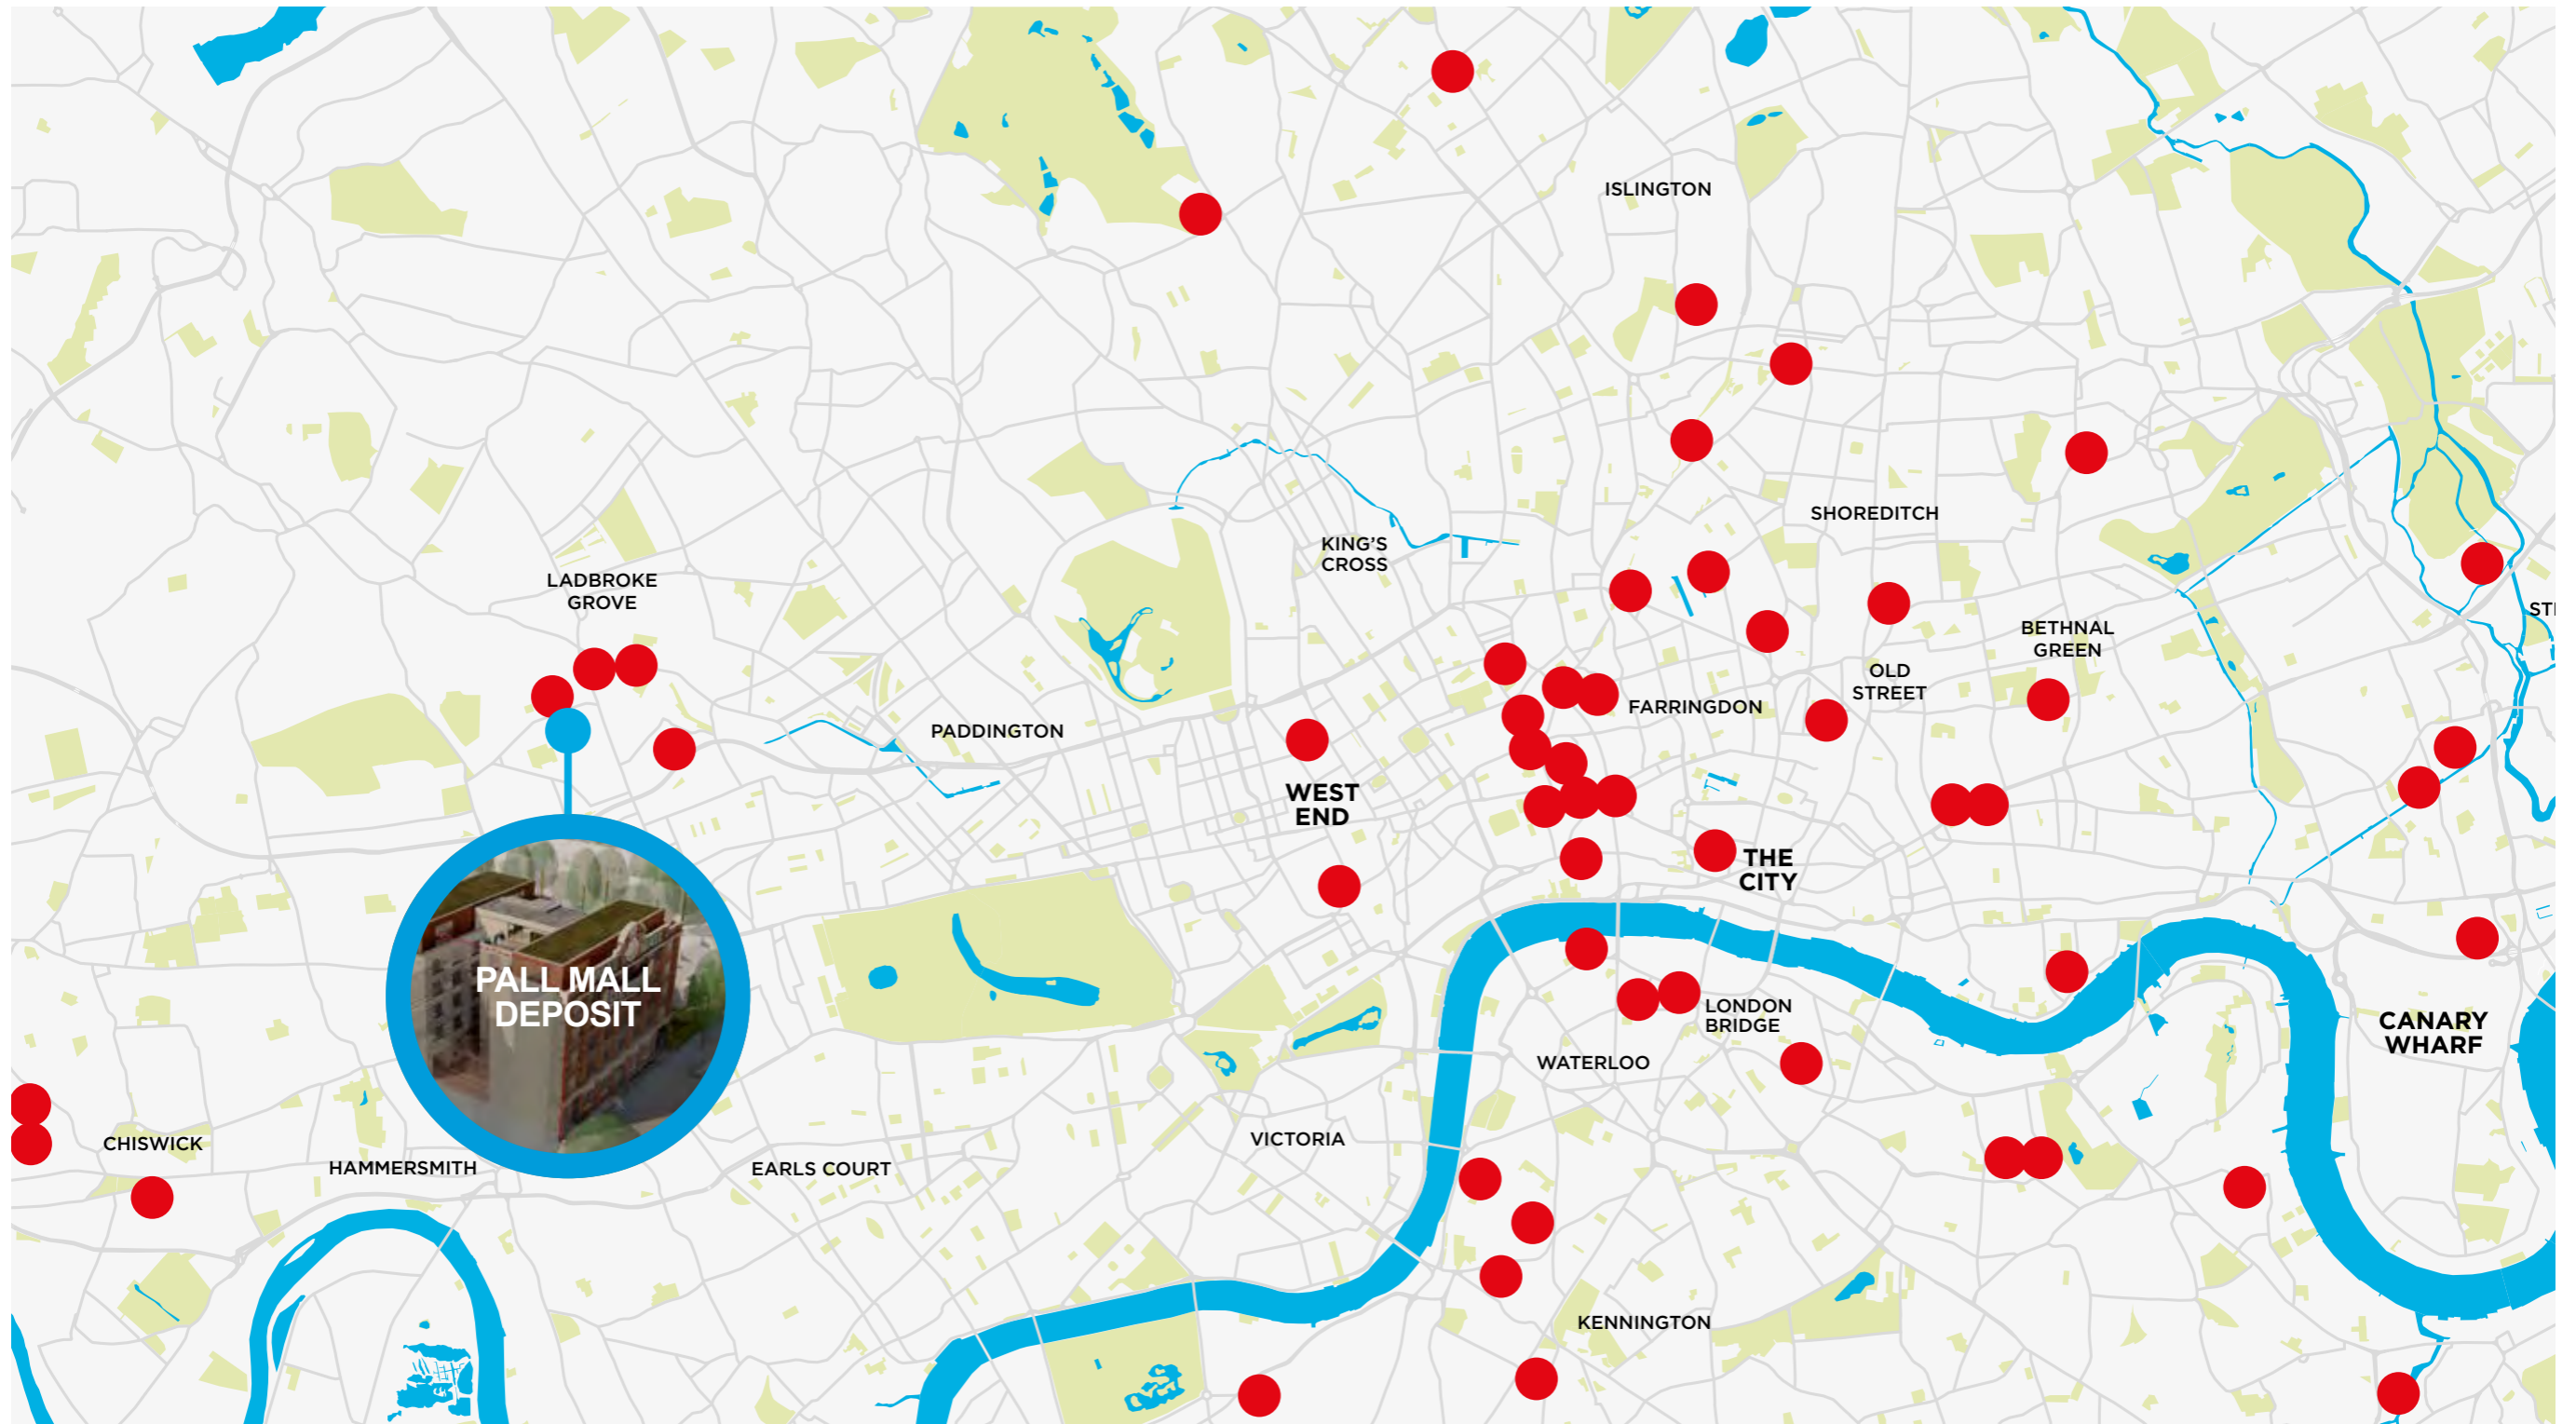 ISLINGTON
SHOREDITCH
KING'S
CROSS
LADBROKE
GROVE
BETHNAL
GREEN
OLD
STREET
FARRINGDON
PADDINGTON
WEST
END
THE
CITY
PALL MALL
DEPOSIT
LONDON
BRIDGE
CANARY
WHARF
WATERLOO
VICTORIA
CHISWICK
HAMMERSMITH
EARLS COURT
KENNINGTON